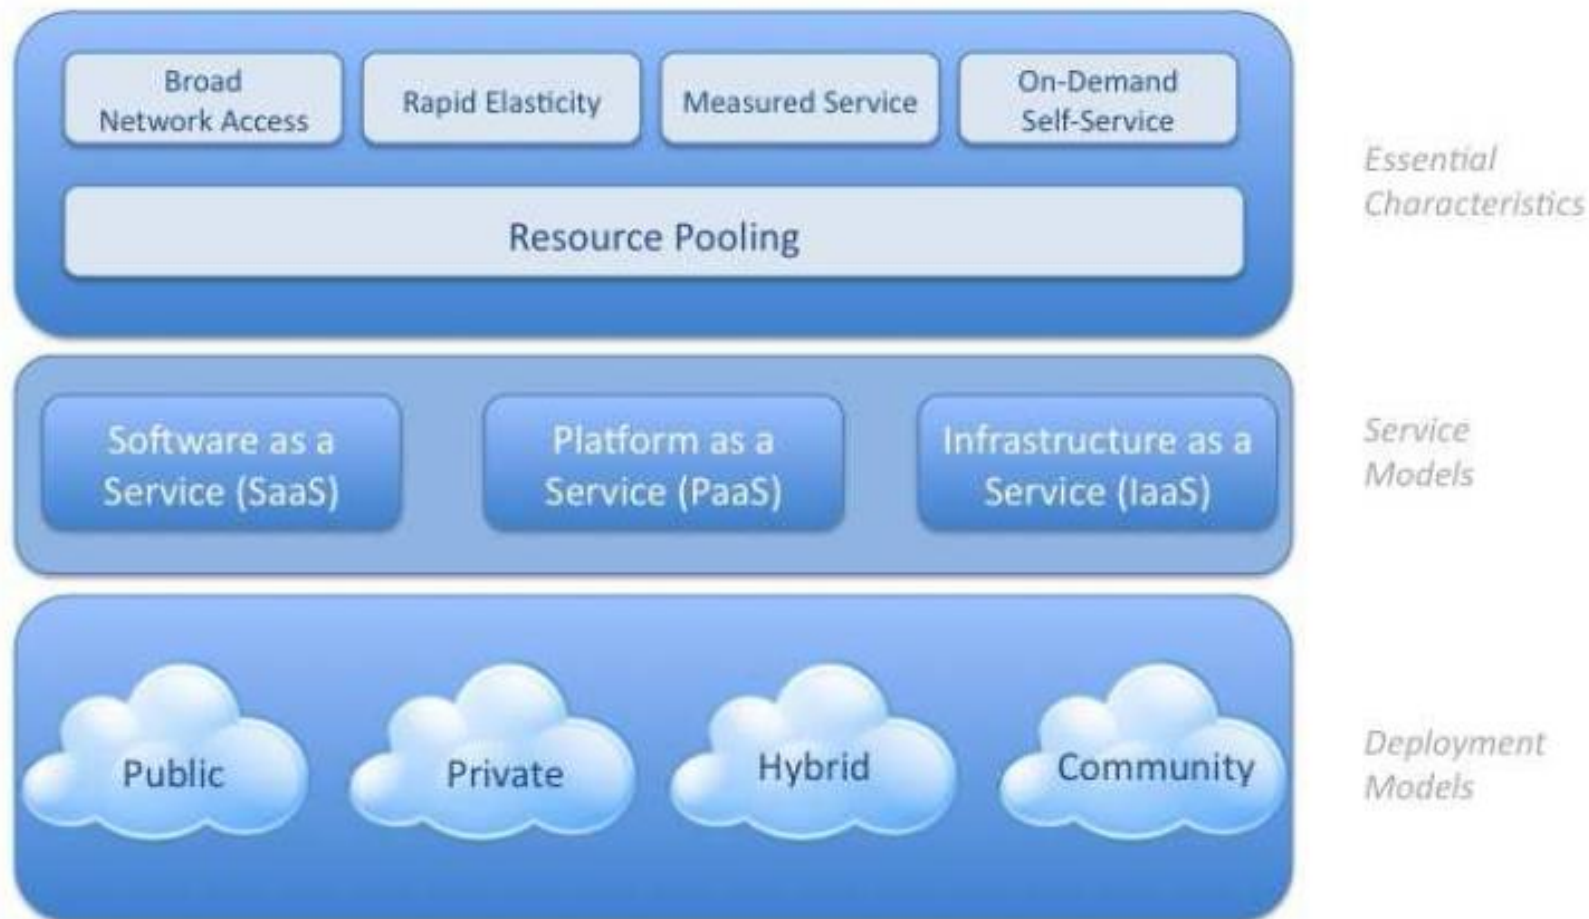 Broad
Network Access
Rapid Elasticity
Measured Service
On-Demand
Self-Service
Resource Pooling
Essential
Characteristics
Software as a
Service (SaaS)
Platform as a
Service (PaaS)
Infrastructure as a
Service (IaaS)
Service
Models
Public
Private
Hybrid
Community
Deployment
Models